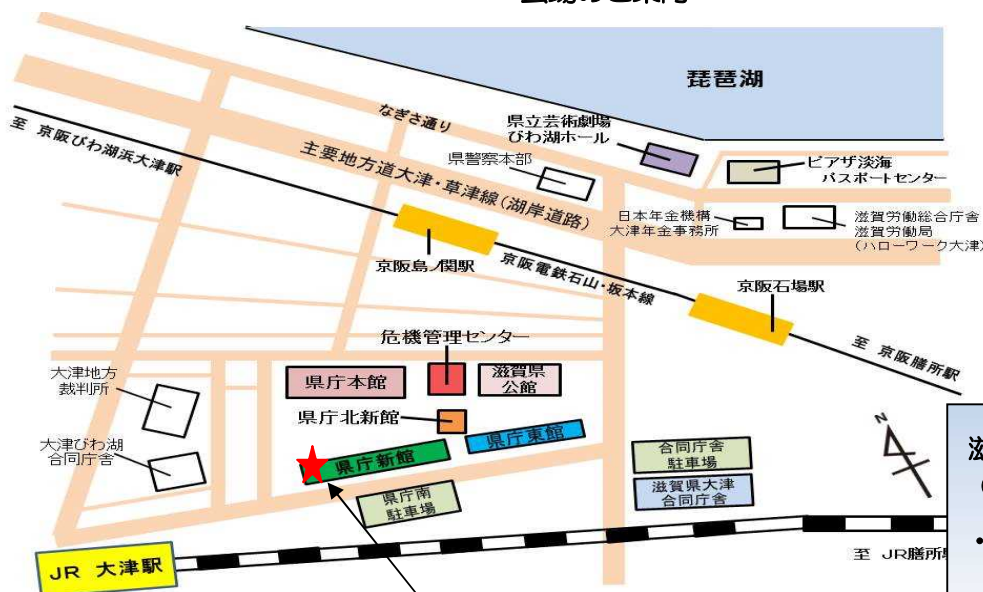 琵琶湖
なぎさ通り
県立芸術劇場
びわ湖ホール
至 京阪びわ湖浜大津駅
主要地方道大津・草津線(湖岸道路)
県警察本部
ピアザ淡海
パスポートセンター
日本年金機構
大津年金事務所
滋賀労働総合庁舎
滋賀労働局
(ハローワーク大津)
京阪島ノ関駅
京阪電鉄石山・坂本線
京阪石場駅
至 京阪膳所駅
危機管理センター
大津地方
裁判所
県庁本館
滋賀県
公館
県庁北新館
大津びわ湖
合同庁舎
県庁新館
県庁東館
N
合同庁舎
駐車場
県庁南
駐車場
滋賀県大津
合同庁舎
JR 大津駅
至 JR膳所